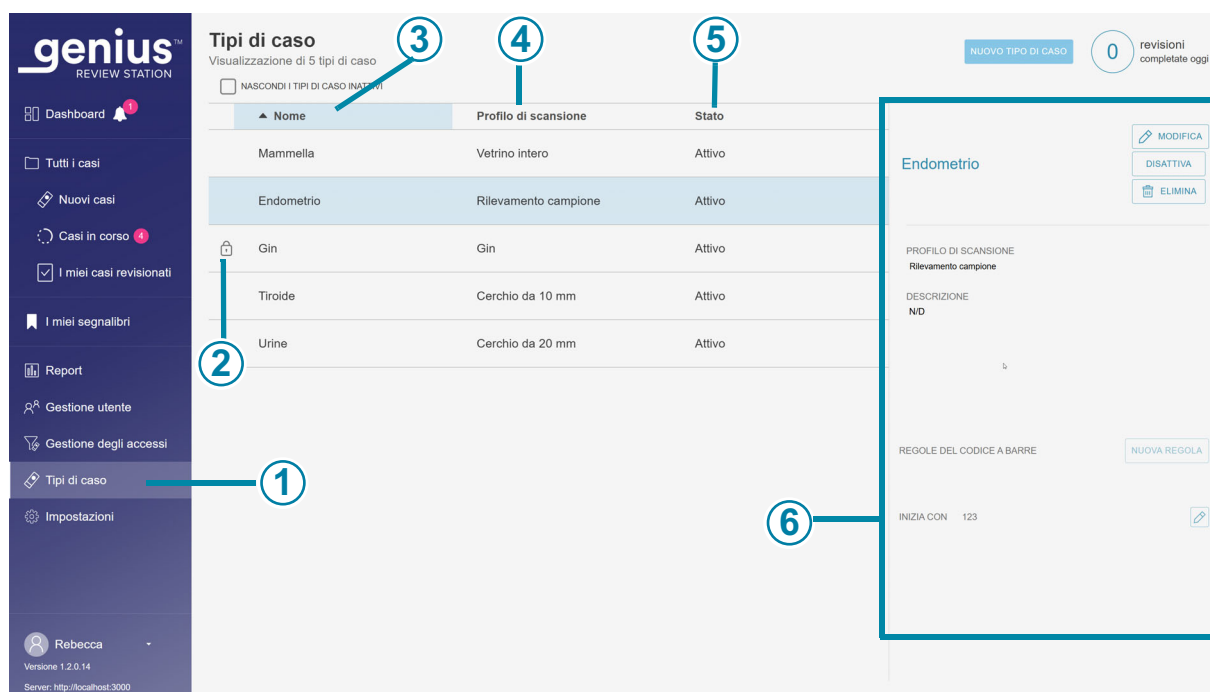 genius™
REVIEW STATION
Dashboard 1
Tutti i casi
Nuovi casi
Casi in corso 4
I miei casi revisionati
I miei segnalibri
Report
Gestione utente
Gestione degli accessi
Tipi di caso
Impostazioni
Rebecca
Versione 1.2.0.14
Server: http://localhost:3000
Tipi di caso
Visualizzazione di 5 tipi di caso
NASCONDI I TIPI DI CASO INATTIVI
NUOVO TIPO DI CASO
0 revisioni
completate oggi
Nome Profilo di scansione Stato
Mammella Vetrino intero Attivo
Endometrio Rilevamento campione Attivo
Gin Gin Attivo
Tiroide Cerchio da 10 mm Attivo
Urine Cerchio da 20 mm Attivo
Endometrio
MODIFICA
DISATTIVA
ELIMINA
PROFILO DI SCANSIONE
Rilevamento campione
DESCRIZIONE
N/D
REGOLE DEL CODICE A BARRE NUOVA REGOLA
INIZIA CON 123
1
2
3
4
5
6